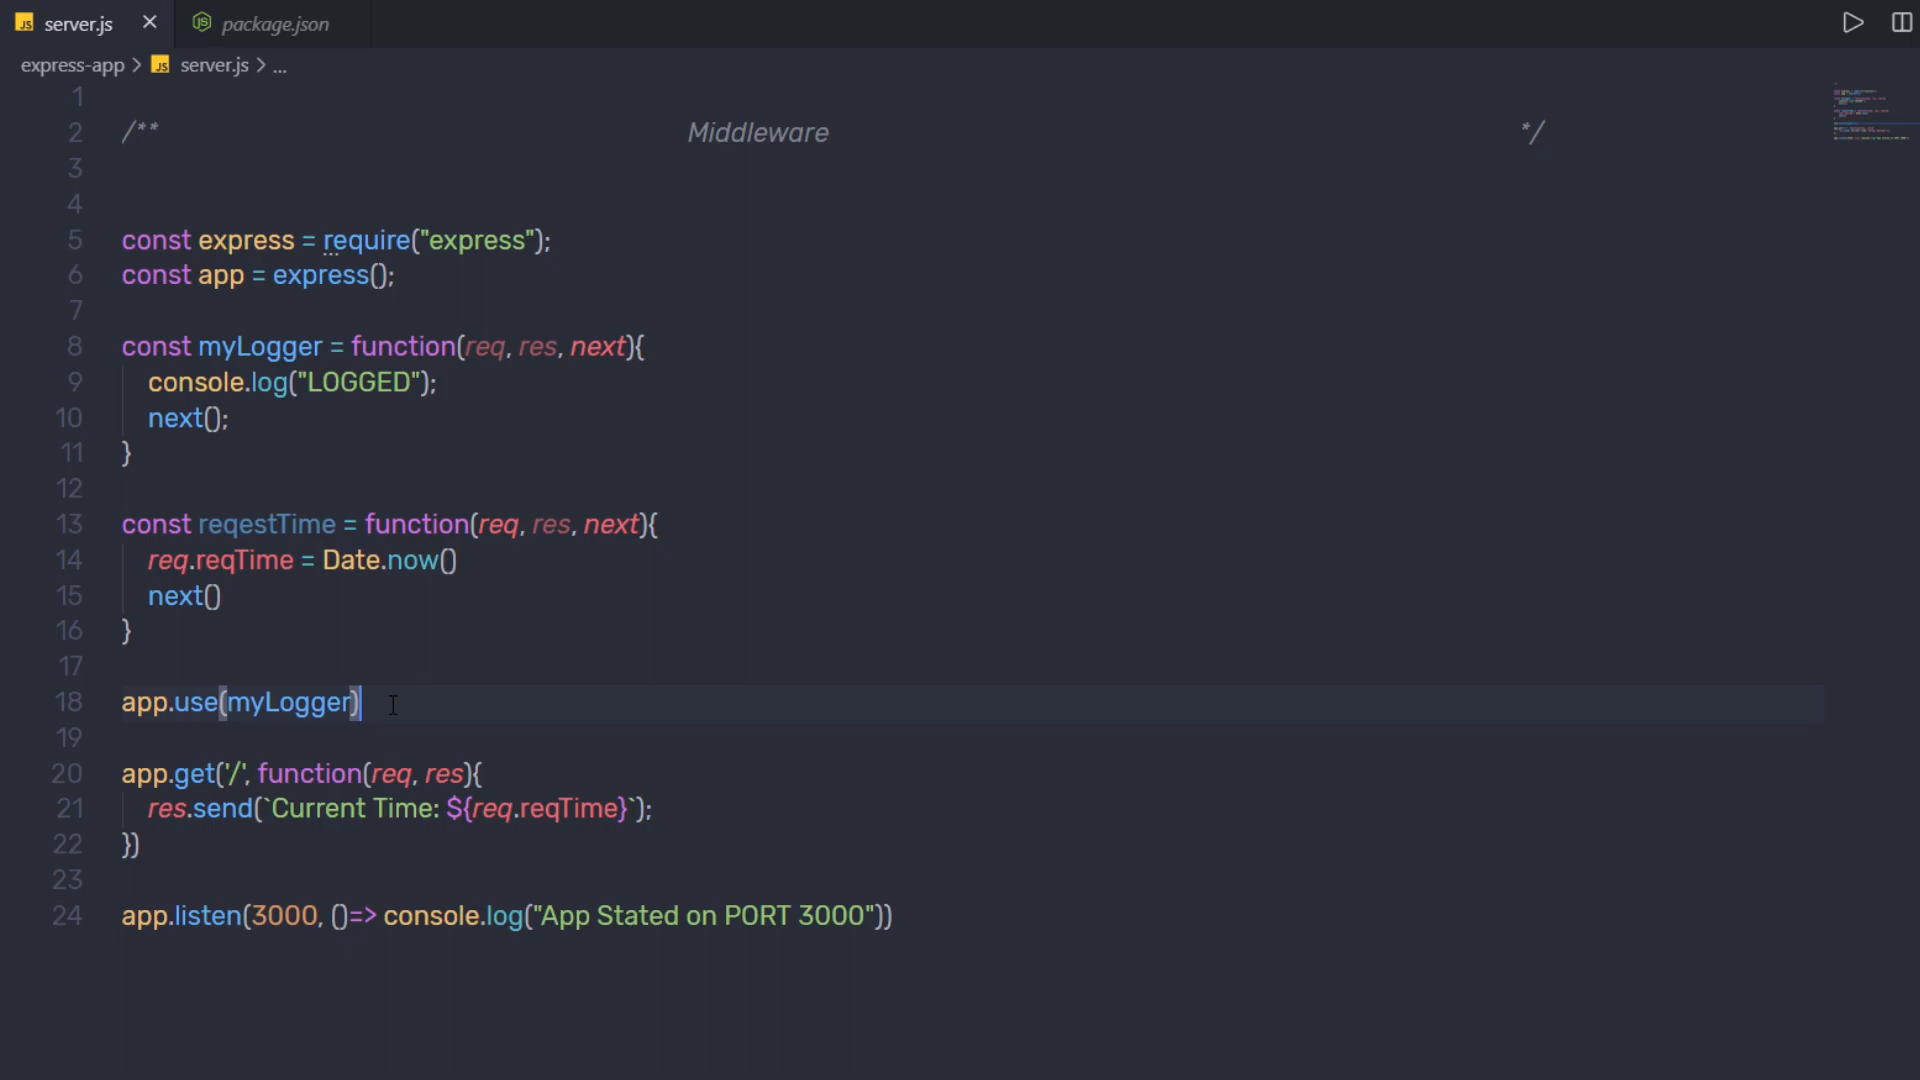 server.js
package.json
express-app > server.js > ...
1
2 /** Middleware */
3
4
5 const express = require("express");
6 const app = express();
7
8 const myLogger = function(req, res, next){
9 console.log("LOGGED");
10 next();
11 }
12
13 const reqestTime = function(req, res, next){
14 req.reqTime = Date.now()
15 next()
16 }
17
18 app.use(myLogger)
19
20 app.get('/', function(req, res){
21 res.send(`Current Time: ${req.reqTime}`);
22 })
23
24 app.listen(3000, ()=> console.log("App Stated on PORT 3000"))